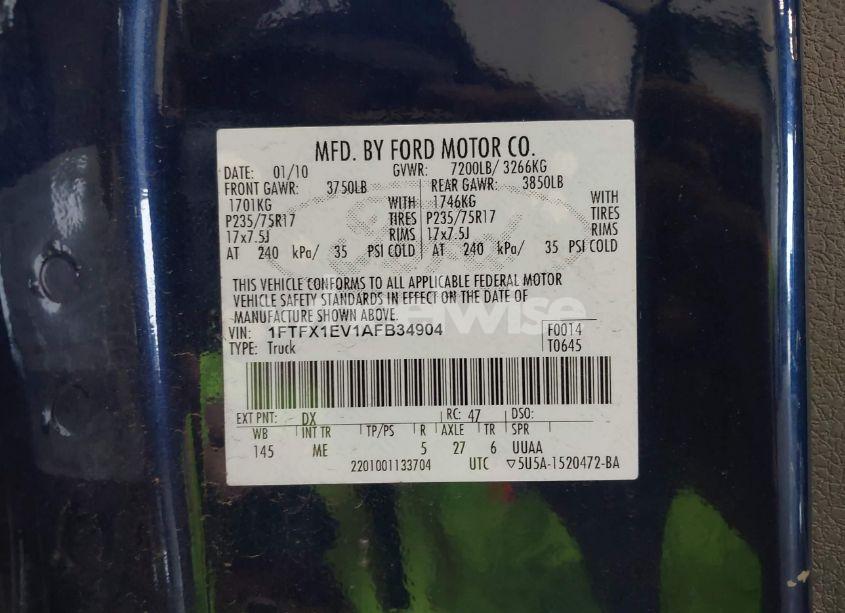 MFD. BY FORD MOTOR CO.
DATE: 01/10 GVWR: 7200LB/ 3266KG
FRONT GAWR: 3750LB REAR GAWR: 3850LB
1701KG WITH 1746KG WITH
P235/75R17 TIRES P235/75R17 TIRES
17x7.5J RIMS 17x7.5J RIMS
AT 240 kPa/ 35 PSI COLD AT 240 kPa/ 35 PSI COLD
THIS VEHICLE CONFORMS TO ALL APPLICABLE FEDERAL MOTOR
VEHICLE SAFETY STANDARDS IN EFFECT ON THE DATE OF
MANUFACTURE SHOWN ABOVE.
VIN: 1FTFX1EV1AFB34904 F0014
TYPE: Truck T0645
EXT PNT: DX RC: 47 DSO:
WB INT TR TP/PS R AXLE TR SPR
145 ME 5 27 6 UUAA
2201001133704 UTC ▽5U5A-1520472-BA